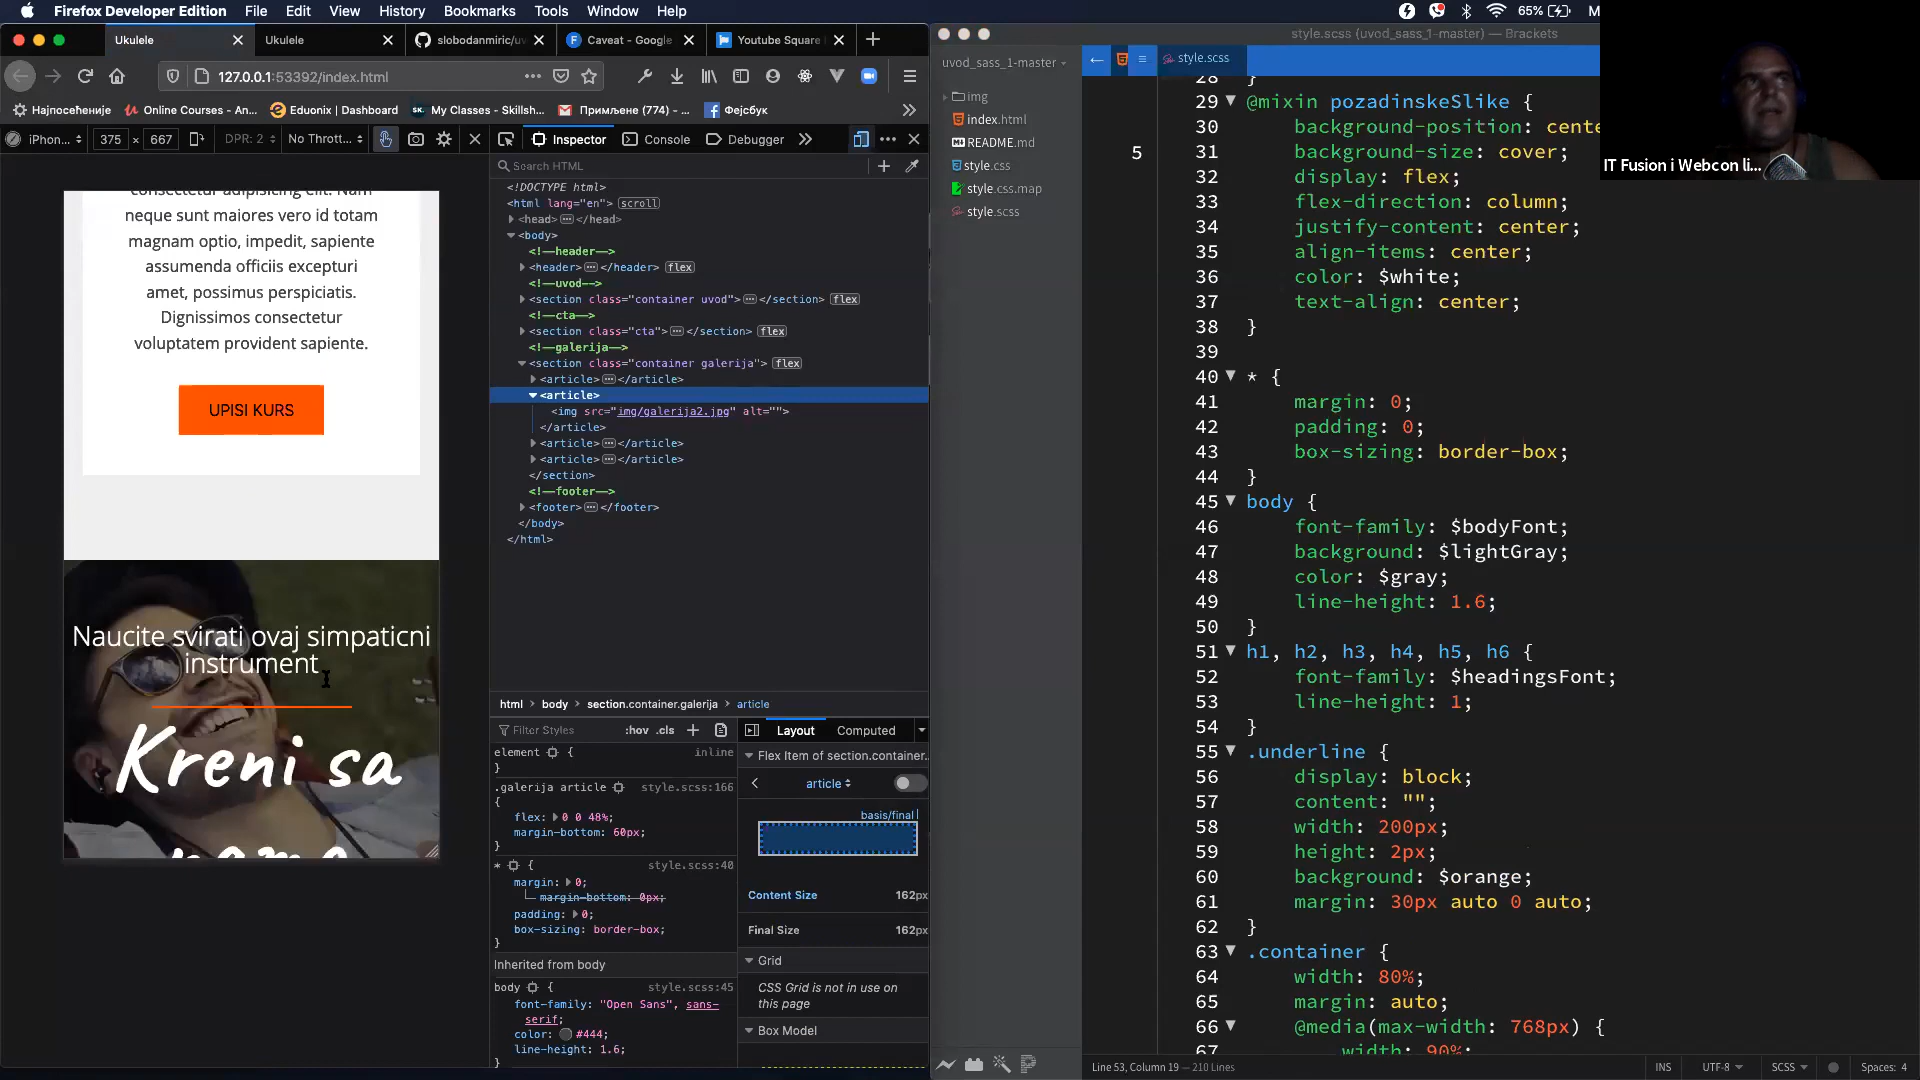 Firefox Developer Edition File Edit View History Bookmarks Tools Window Help
65%
Ukulele
Ukulele
slobodanmiric/uv
Caveat - Google
Youtube Square
style.scss (uvod_sass_1-master) — Brackets
127.0.0.1:53392/index.html
Најпосећеније
Online Courses - An...
Eduonix | Dashboard
My Classes - Skillsh...
Примљене (774) - ...
Фејсбук
iPhon...
375 × 667
DPR: 2
No Thrott...
Inspector
Console
Debugger
Search HTML
consectetur adipisicing elit. Nam
neque sunt maiores vero id totam
magnam optio, impedit, sapiente
assumenda officiis excepturi
amet, possimus perspiciatis.
Dignissimos consectetur
voluptatem provident sapiente.
UPISI KURS
Naucite svirati ovaj simpaticni
instrument
Kreni sa
nama
<!DOCTYPE html>
<html lang="en"> scroll
<head> </head>
<body>
<!--header-->
<header> </header> flex
<!--uvod-->
<section class="container uvod"> </section> flex
<!--cta-->
<section class="cta"> </section> flex
<!--galerija-->
<section class="container galerija"> flex
<article> </article>
<article>
<img src="img/galerija2.jpg" alt="">
</article>
<article> </article>
<article> </article>
</section>
<!--footer-->
<footer> </footer>
</body>
</html>
html > body > section.container.galerija > article
Filter Styles :hov .cls +
element { inline
}
.galerija article style.scss:166
{
flex: 0 0 48%;
margin-bottom: 60px;
}
* { style.scss:40
margin: 0;
margin-bottom: 0px;
padding: 0;
box-sizing: border-box;
}
Inherited from body
body { style.scss:45
font-family: "Open Sans", sans-
serif;
color: #444;
line-height: 1.6;
}
Layout Computed
Flex Item of section.container.
article
basis/final
Content Size 162px
Final Size 162px
Grid
CSS Grid is not in use on
this page
Box Model
uvod_sass_1-master
img
index.html
README.md
style.css
style.css.map
style.scss
style.scss
5
28 }
29 @mixin pozadinskeSlike {
30 background-position: cente
31 background-size: cover;
32 display: flex;
33 flex-direction: column;
34 justify-content: center;
35 align-items: center;
36 color: $white;
37 text-align: center;
38 }
39
40 * {
41 margin: 0;
42 padding: 0;
43 box-sizing: border-box;
44 }
45 body {
46 font-family: $bodyFont;
47 background: $lightGray;
48 color: $gray;
49 line-height: 1.6;
50 }
51 h1, h2, h3, h4, h5, h6 {
52 font-family: $headingsFont;
53 line-height: 1;
54 }
55 .underline {
56 display: block;
57 content: "";
58 width: 200px;
59 height: 2px;
60 background: $orange;
61 margin: 30px auto 0 auto;
62 }
63 .container {
64 width: 80%;
65 margin: auto;
66 @media(max-width: 768px) {
67 width: 90%;
Line 53, Column 19 — 210 Lines
INS UTF-8 SCSS Spaces: 4
IT Fusion i Webcon li...